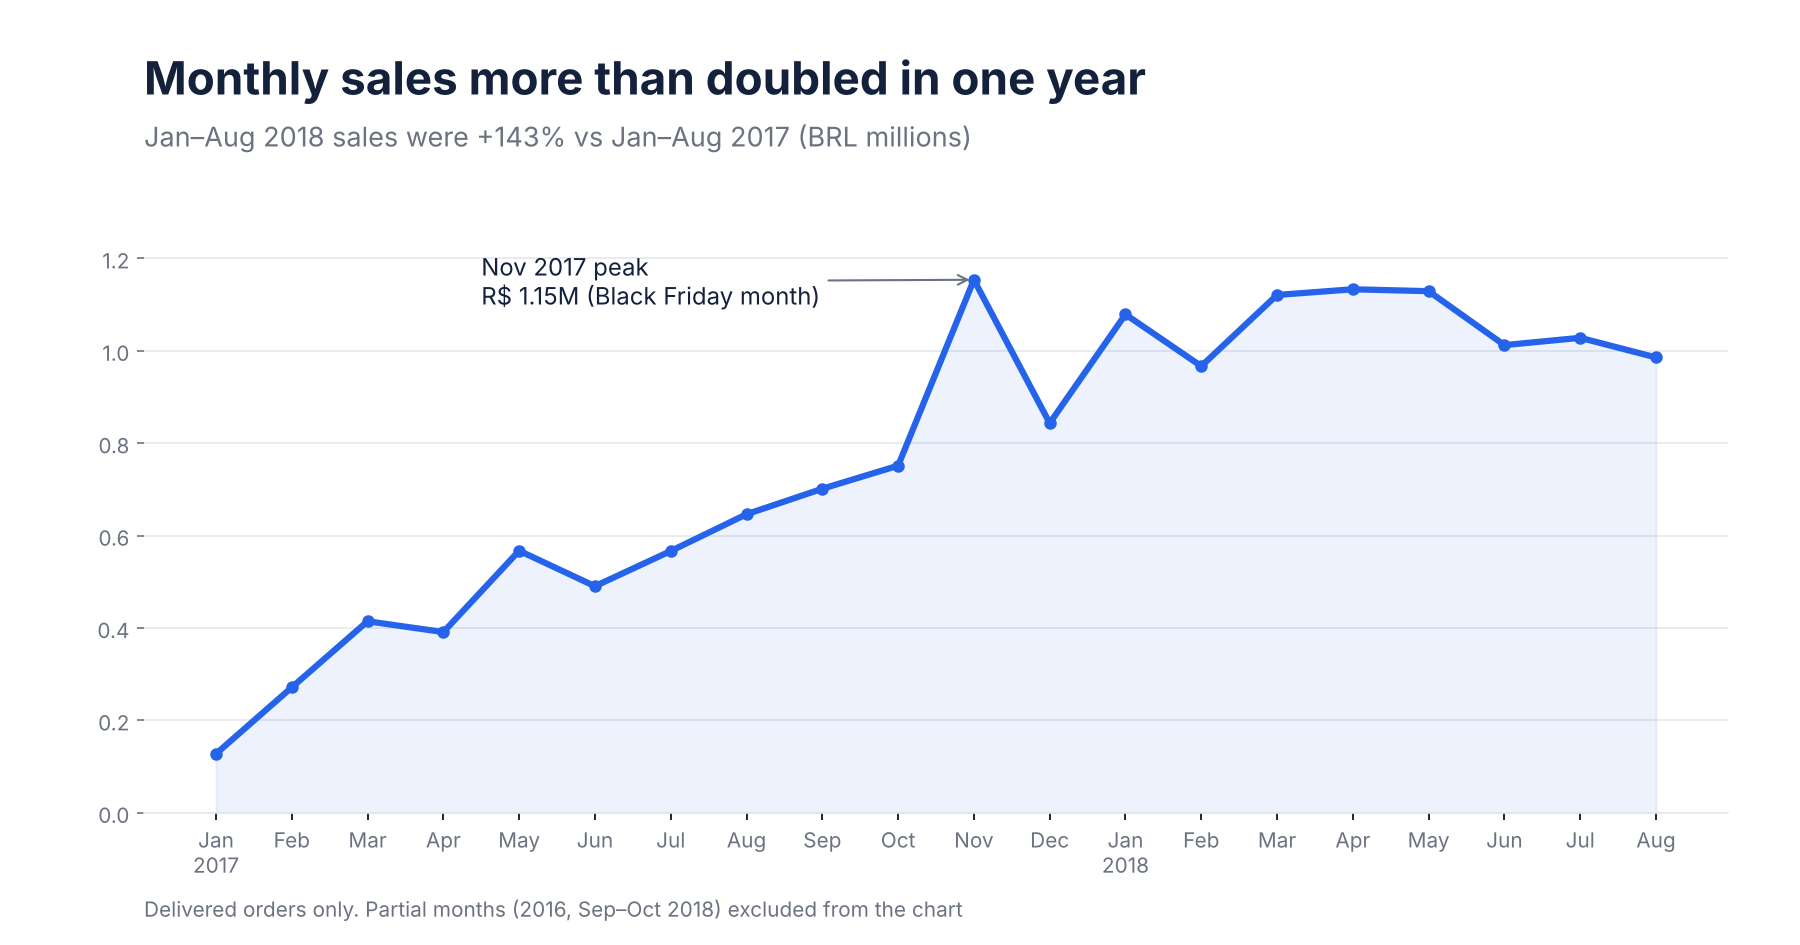 Monthly sales more than doubled in one year
Jan–Aug 2018 sales were +143% vs Jan–Aug 2017 (BRL millions)
1.2
Nov 2017 peak
R$ 1.15M (Black Friday month)
1.0
0.8
0.6
0.4
0.2
0.0
Jan Feb Mar Apr May Jun Jul Aug Sep Oct Nov Dec Jan Feb Mar Apr May Jun Jul Aug
2017 2018
Delivered orders only. Partial months (2016, Sep–Oct 2018) excluded from the chart